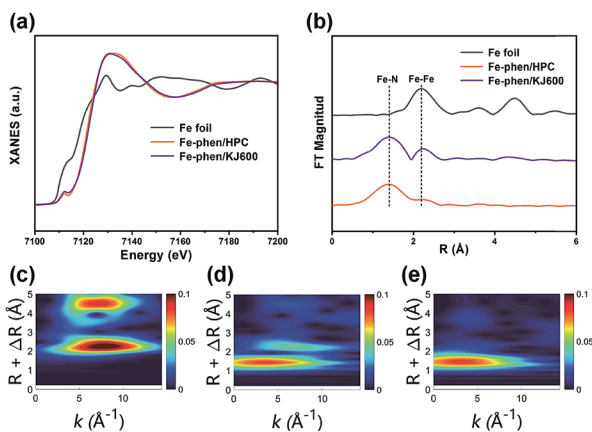 (a)
XANES (a.u.)
Fe foil
Fe-phen/HPC
Fe-phen/KJ600
7100 7120 7140 7160 7180 7200
Energy (eV)
(b)
FT Magnitud
Fe-N Fe-Fe
Fe foil
Fe-phen/HPC
Fe-phen/KJ600
0 2 4 6
R (Å)
(c)
R + ΔR (Å)
5
4
3
2
1
0
0 5 10
k (Å⁻¹)
0.1
0.05
0
(d)
R + ΔR (Å)
5
4
3
2
1
0
0 5 10
k (Å⁻¹)
0.1
0.05
0
(e)
R + ΔR (Å)
5
4
3
2
1
0
0 5 10
k (Å⁻¹)
0.10
0.05
0